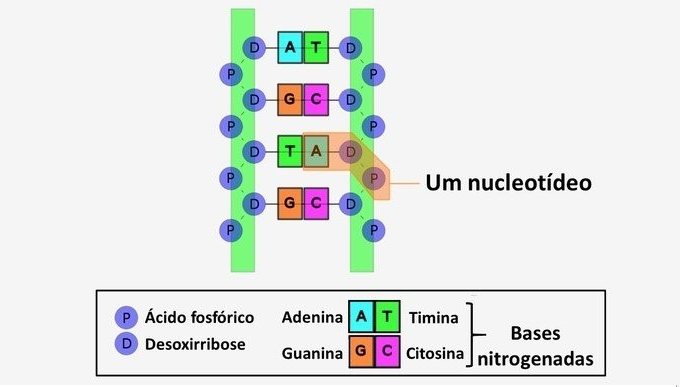 D A T D
P P
D G C D
P P
D T A D
P P
Um nucleotídeo
D G C D
P P
P Ácido fosfórico
D Desoxirribose
Adenina A T Timina
Guanina G C Citosina
Bases
nitrogenadas